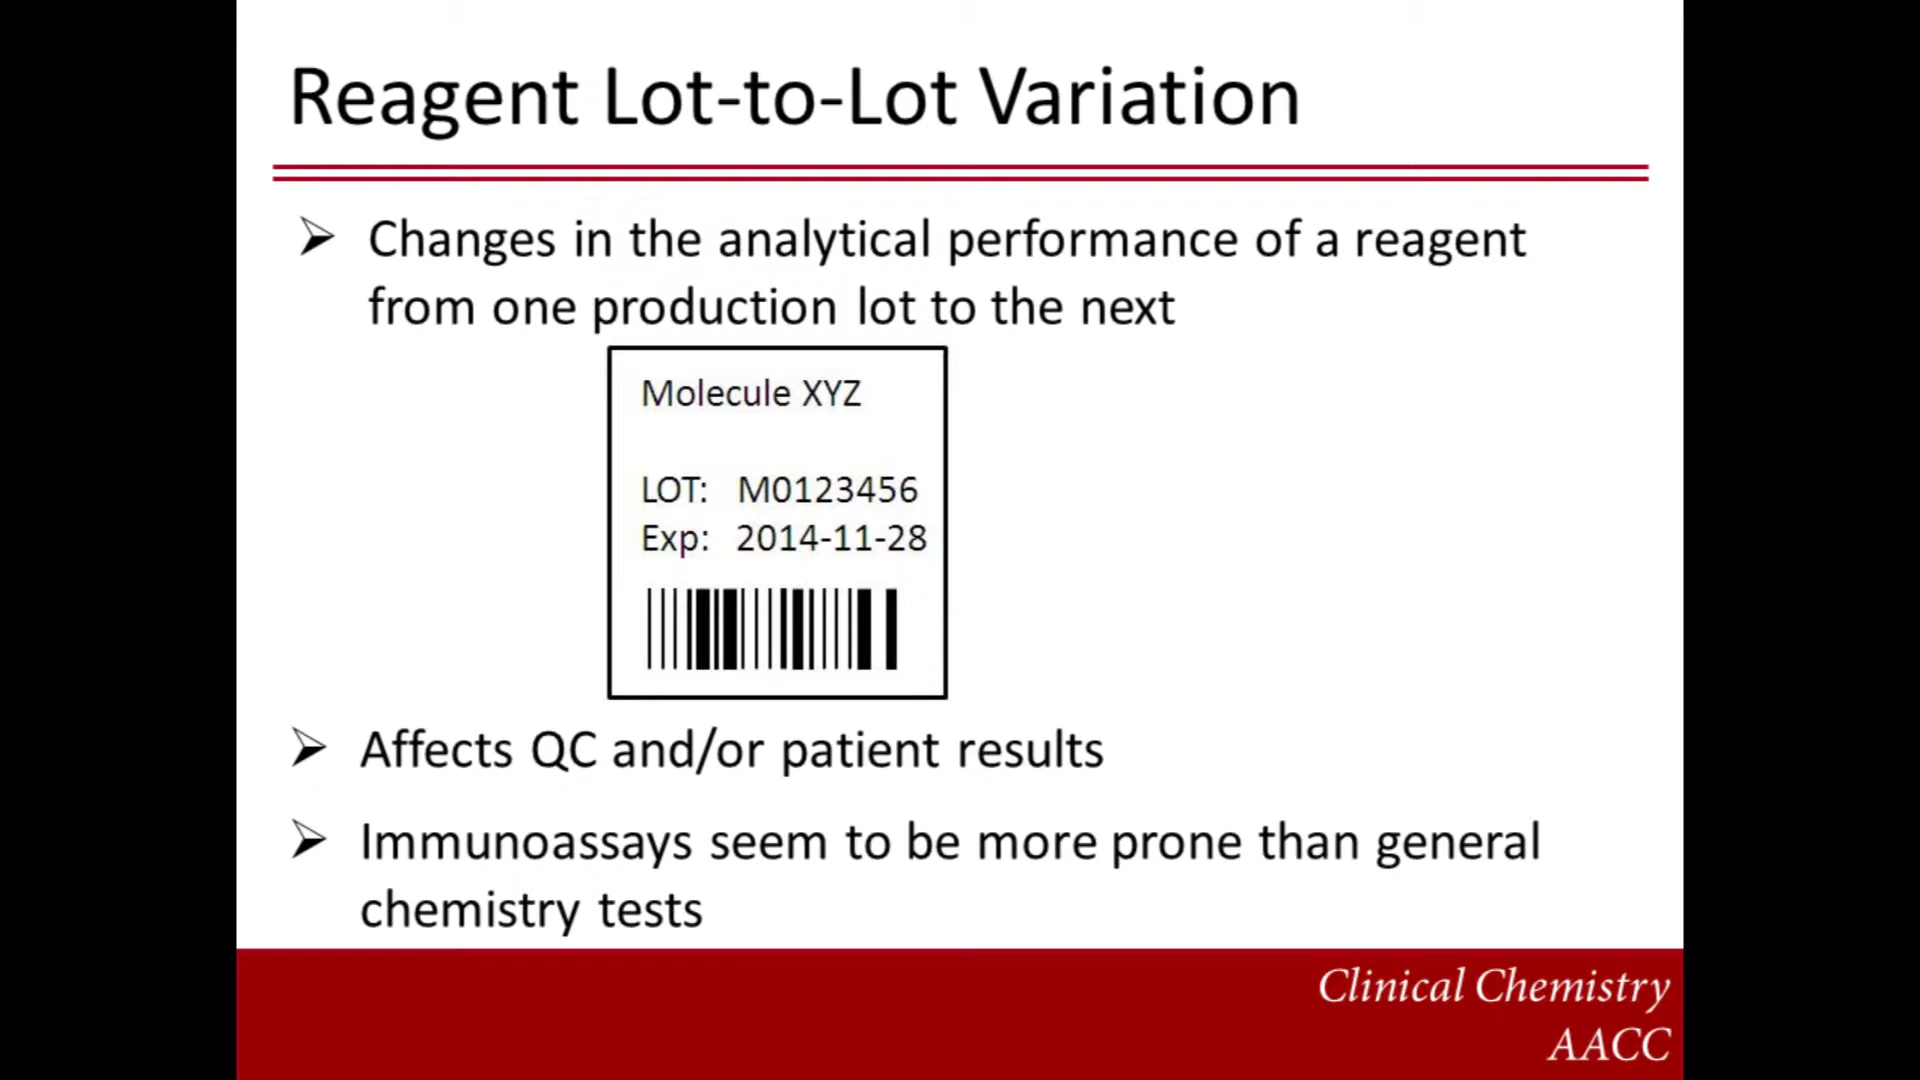 Reagent Lot-to-Lot Variation
Changes in the analytical performance of a reagent
from one production lot to the next
Molecule XYZ
LOT: M0123456
Exp: 2014-11-28
Affects QC and/or patient results
Immunoassays seem to be more prone than general
chemistry tests
Clinical Chemistry
AACC